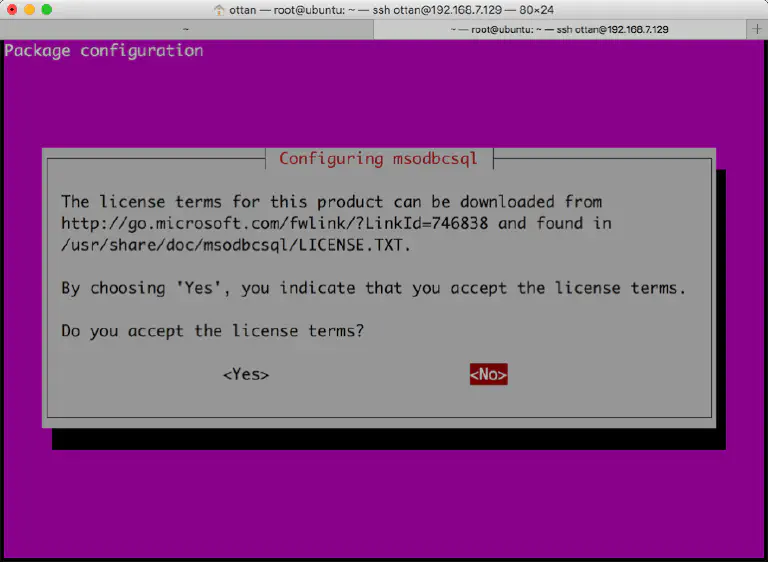 ottan — root@ubuntu: ~ — ssh ottan@192.168.7.129 — 80×24
~
~ — root@ubuntu: ~ — ssh ottan@192.168.7.129
+
Package configuration
Configuring msodbcsql
The license terms for this product can be downloaded from
http://go.microsoft.com/fwlink/?LinkId=746838 and found in
/usr/share/doc/msodbcsql/LICENSE.TXT.
By choosing 'Yes', you indicate that you accept the license terms.
Do you accept the license terms?
<Yes> <No>